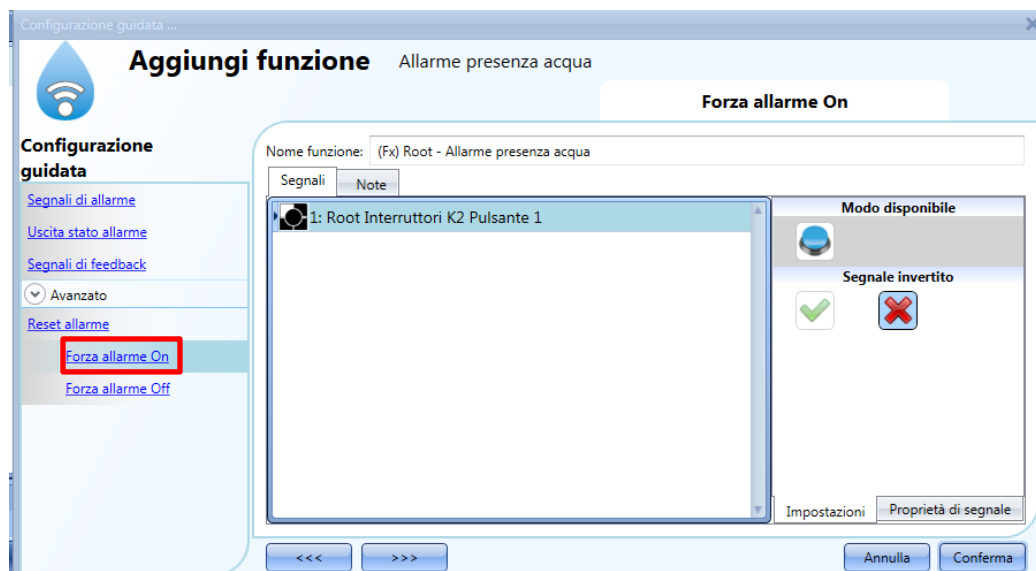 Configurazione guidata ...
Aggiungi funzione Allarme presenza acqua
Forza allarme On
Configurazione
guidata
Segnali di allarme
Uscita stato allarme
Segnali di feedback
Avanzato
Reset allarme
Forza allarme On
Forza allarme Off
Nome funzione: (Fx) Root - Allarme presenza acqua
Segnali Note
1: Root Interruttori K2 Pulsante 1
Modo disponibile
Segnale invertito
Impostazioni Proprietà di segnale
<<< >>> Annulla Conferma